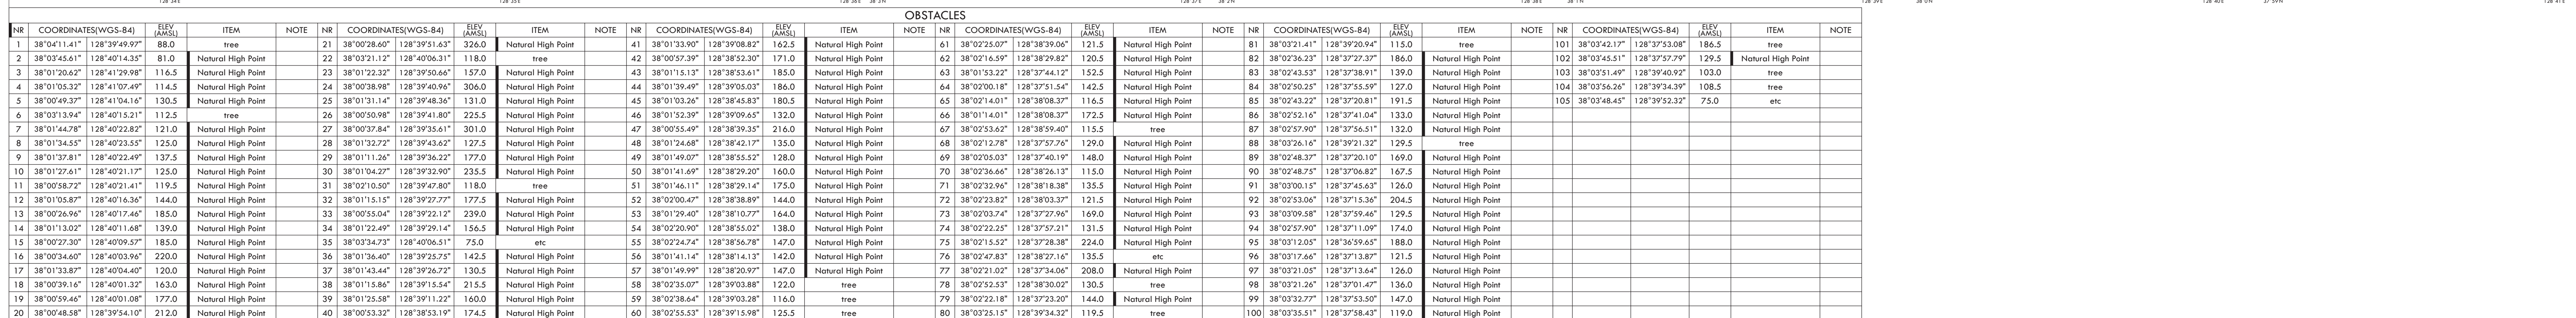 128°34'E 128°35'E 128°36'E 38°3'N 128°37'E 38°2'N 128°38'E 38°1'N 128°39'E 38°0'N 128°40'E 37°59'N 128°41'E
OBSTACLES
NR COORDINATES(WGS-84) ELEV (AMSL) ITEM NOTE NR COORDINATES(WGS-84) ELEV (AMSL) ITEM NOTE NR COORDINATES(WGS-84) ELEV (AMSL) ITEM NOTE NR COORDINATES(WGS-84) ELEV (AMSL) ITEM NOTE NR COORDINATES(WGS-84) ELEV (AMSL) ITEM NOTE NR COORDINATES(WGS-84) ELEV (AMSL) ITEM NOTE
1 38°04'11.41" 128°39'49.97" 88.0 tree 21 38°00'28.60" 128°39'51.63" 326.0 Natural High Point 41 38°01'33.90" 128°39'08.82" 162.5 Natural High Point 61 38°02'25.07" 128°38'39.06" 121.5 Natural High Point 81 38°03'21.41" 128°39'20.94" 115.0 tree 101 38°03'42.17" 128°37'53.08" 186.5 tree
2 38°03'45.61" 128°40'14.35" 81.0 Natural High Point 22 38°03'21.12" 128°40'06.31" 118.0 tree 42 38°00'57.39" 128°38'52.30" 171.0 Natural High Point 62 38°02'16.59" 128°38'29.82" 120.5 Natural High Point 82 38°02'36.23" 128°37'27.37" 186.0 Natural High Point 102 38°03'45.51" 128°37'57.79" 129.5 Natural High Point
3 38°01'20.62" 128°41'29.98" 116.5 Natural High Point 23 38°01'22.32" 128°39'50.66" 157.0 Natural High Point 43 38°01'15.13" 128°38'53.61" 185.0 Natural High Point 63 38°01'53.22" 128°37'44.12" 152.5 Natural High Point 83 38°02'43.53" 128°37'38.91" 139.0 Natural High Point 103 38°03'51.49" 128°39'40.92" 103.0 tree
4 38°01'05.32" 128°41'07.49" 114.5 Natural High Point 24 38°00'38.98" 128°39'40.96" 306.0 Natural High Point 44 38°01'39.49" 128°39'05.03" 186.0 Natural High Point 64 38°02'00.18" 128°37'51.54" 142.5 Natural High Point 84 38°02'50.25" 128°37'55.59" 127.0 Natural High Point 104 38°03'56.26" 128°39'34.39" 108.5 tree
5 38°00'49.37" 128°41'04.16" 130.5 Natural High Point 25 38°01'31.14" 128°39'48.36" 131.0 Natural High Point 45 38°01'03.26" 128°38'45.83" 180.5 Natural High Point 65 38°02'14.01" 128°38'08.37" 116.5 Natural High Point 85 38°02'43.22" 128°37'20.81" 191.5 Natural High Point 105 38°03'48.45" 128°39'52.32" 75.0 etc
6 38°03'13.94" 128°40'15.21" 112.5 tree 26 38°00'50.98" 128°39'41.80" 225.5 Natural High Point 46 38°01'52.39" 128°39'09.65" 132.0 Natural High Point 66 38°01'14.01" 128°38'08.37" 172.5 Natural High Point 86 38°02'52.16" 128°37'41.04" 133.0 Natural High Point
7 38°01'44.78" 128°40'22.82" 121.0 Natural High Point 27 38°00'37.84" 128°39'35.61" 301.0 Natural High Point 47 38°00'55.49" 128°38'39.35" 216.0 Natural High Point 67 38°02'53.62" 128°38'59.40" 115.5 tree 87 38°02'57.90" 128°37'56.51" 132.0 Natural High Point
8 38°01'34.55" 128°40'23.55" 125.0 Natural High Point 28 38°01'32.72" 128°39'43.62" 127.5 Natural High Point 48 38°01'24.68" 128°38'42.17" 135.0 Natural High Point 68 38°02'12.78" 128°37'57.76" 129.0 Natural High Point 88 38°03'26.16" 128°39'21.32" 129.5 tree
9 38°01'37.81" 128°40'22.49" 137.5 Natural High Point 29 38°01'11.26" 128°39'36.22" 177.0 Natural High Point 49 38°01'49.07" 128°38'55.52" 128.0 Natural High Point 69 38°02'05.03" 128°37'40.19" 148.0 Natural High Point 89 38°02'48.37" 128°37'20.10" 169.0 Natural High Point
10 38°01'27.61" 128°40'21.17" 125.0 Natural High Point 30 38°01'04.27" 128°39'32.90" 235.5 Natural High Point 50 38°01'41.69" 128°38'29.20" 160.0 Natural High Point 70 38°02'36.66" 128°38'26.13" 115.0 Natural High Point 90 38°02'48.75" 128°37'06.82" 167.5 Natural High Point
11 38°00'58.72" 128°40'21.41" 119.5 Natural High Point 31 38°02'10.50" 128°39'47.80" 118.0 tree 51 38°01'46.11" 128°38'29.14" 175.0 Natural High Point 71 38°02'32.96" 128°38'18.38" 135.5 Natural High Point 91 38°03'00.15" 128°37'45.63" 126.0 Natural High Point
12 38°01'05.87" 128°40'16.36" 144.0 Natural High Point 32 38°01'15.15" 128°39'27.77" 177.5 Natural High Point 52 38°02'00.47" 128°38'38.89" 144.0 Natural High Point 72 38°02'23.82" 128°38'03.37" 121.5 Natural High Point 92 38°02'53.06" 128°37'15.36" 204.5 Natural High Point
13 38°00'26.96" 128°40'17.46" 185.0 Natural High Point 33 38°00'55.04" 128°39'22.12" 239.0 Natural High Point 53 38°01'29.40" 128°38'10.77" 164.0 Natural High Point 73 38°02'03.74" 128°37'27.96" 169.0 Natural High Point 93 38°03'09.58" 128°37'59.46" 129.5 Natural High Point
14 38°01'13.02" 128°40'11.68" 139.0 Natural High Point 34 38°01'22.49" 128°39'29.14" 156.5 Natural High Point 54 38°02'20.90" 128°38'55.02" 138.0 Natural High Point 74 38°02'22.25" 128°37'57.21" 131.5 Natural High Point 94 38°02'57.90" 128°37'11.09" 174.0 Natural High Point
15 38°00'27.30" 128°40'09.57" 185.0 Natural High Point 35 38°03'34.73" 128°40'06.51" 75.0 etc 55 38°02'24.74" 128°38'56.78" 147.0 Natural High Point 75 38°02'15.52" 128°37'28.38" 224.0 Natural High Point 95 38°03'12.05" 128°36'59.65" 188.0 Natural High Point
16 38°00'34.60" 128°40'03.96" 220.0 Natural High Point 36 38°01'36.40" 128°39'25.75" 142.5 Natural High Point 56 38°01'41.14" 128°38'14.13" 142.0 Natural High Point 76 38°02'47.83" 128°38'27.16" 135.5 etc 96 38°03'17.66" 128°37'13.87" 121.5 Natural High Point
17 38°01'33.87" 128°40'04.40" 120.0 Natural High Point 37 38°01'43.44" 128°39'26.72" 130.5 Natural High Point 57 38°01'49.99" 128°38'20.97" 147.0 Natural High Point 77 38°02'21.02" 128°37'34.06" 208.0 Natural High Point 97 38°03'21.05" 128°37'13.64" 126.0 Natural High Point
18 38°00'39.16" 128°40'01.32" 163.0 Natural High Point 38 38°01'15.86" 128°39'15.54" 215.5 Natural High Point 58 38°02'35.07" 128°39'03.88" 122.0 tree 78 38°02'52.53" 128°38'30.02" 130.5 tree 98 38°03'21.26" 128°37'01.47" 136.0 Natural High Point
19 38°00'59.46" 128°40'01.08" 177.0 Natural High Point 39 38°01'25.58" 128°39'11.22" 160.0 Natural High Point 59 38°02'38.64" 128°39'03.28" 116.0 tree 79 38°02'22.18" 128°37'23.20" 144.0 Natural High Point 99 38°03'32.77" 128°37'53.50" 147.0 Natural High Point
20 38°00'48.58" 128°39'54.10" 212.0 Natural High Point 40 38°00'53.32" 128°38'53.19" 174.5 Natural High Point 60 38°02'55.53" 128°39'15.98" 125.5 tree 80 38°03'25.15" 128°39'34.32" 119.5 tree 100 38°03'35.51" 128°37'58.43" 119.0 Natural High Point